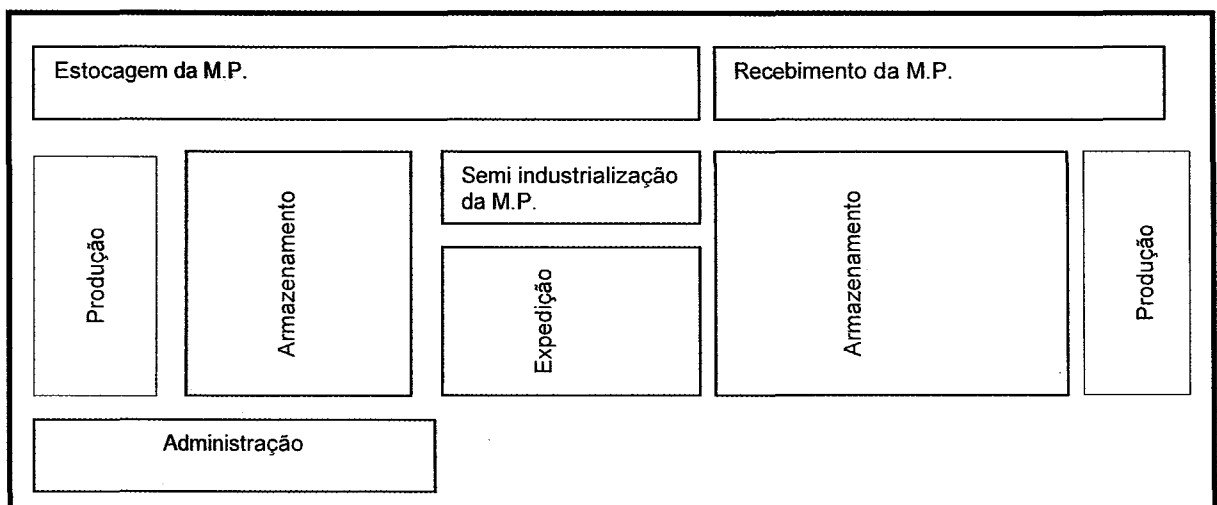 Estocagem da M.P.
Recebimento da M.P.
Produção
Armazenamento
Semi industrialização
da M.P.
Expedição
Armazenamento
Produção
Administração